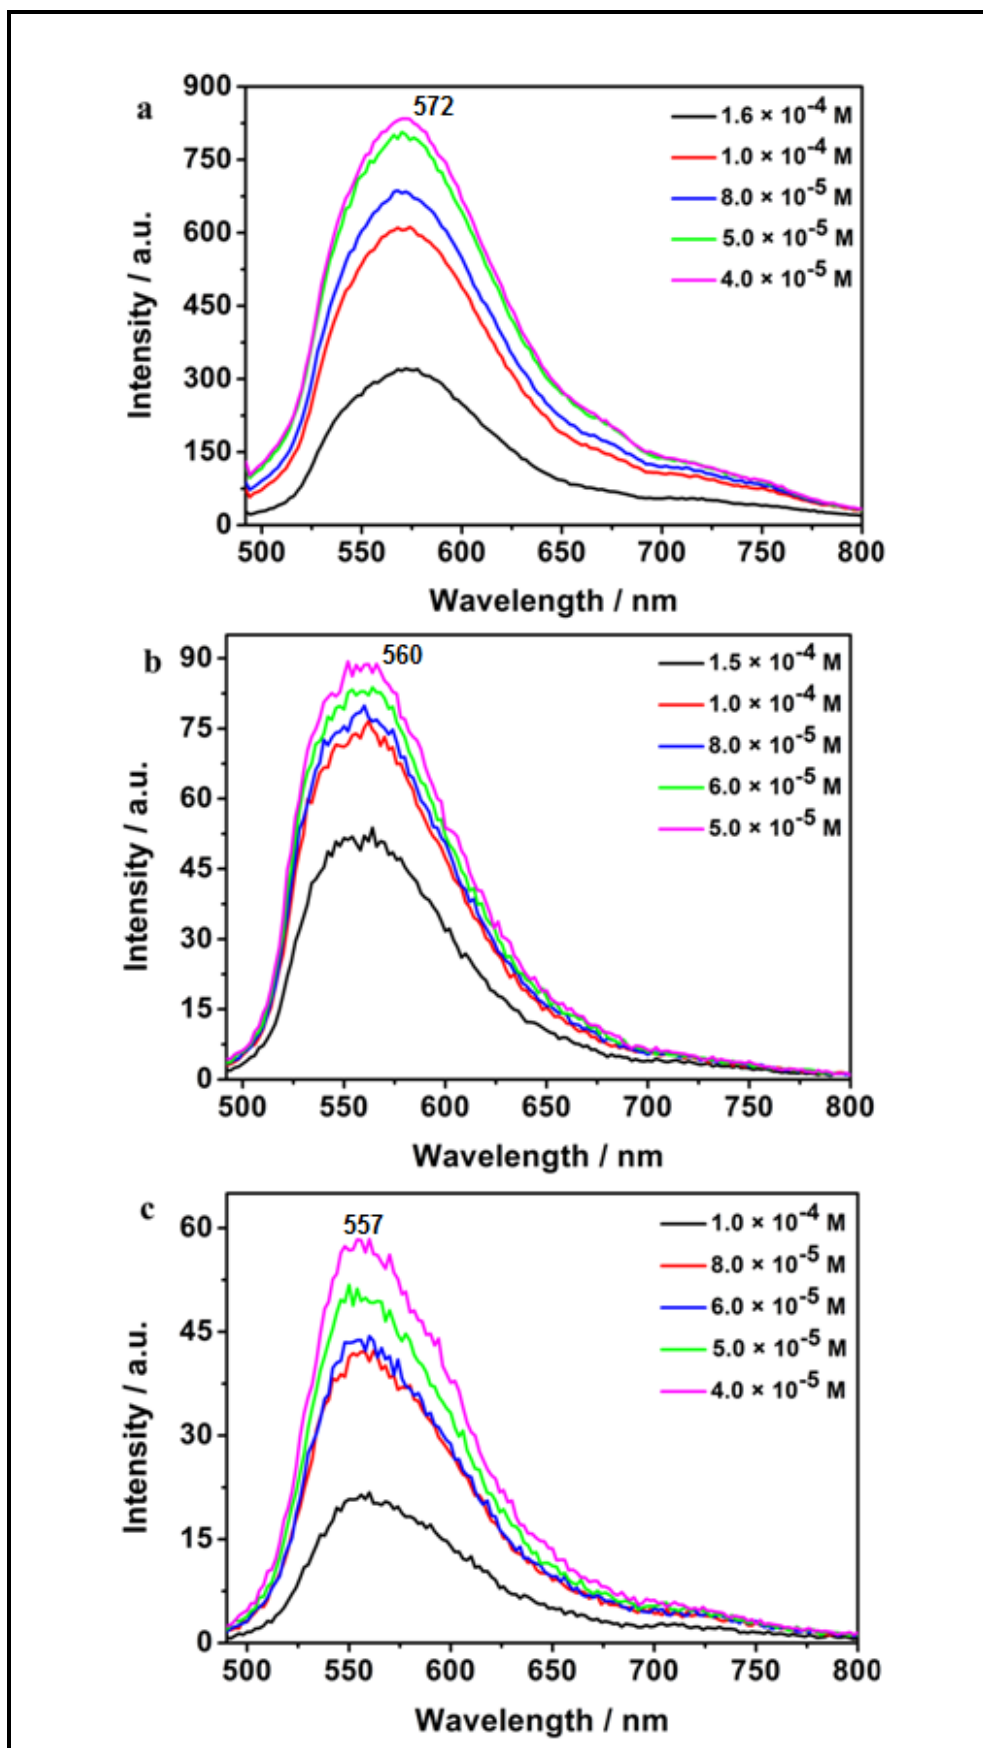 a
572
900
750
600
450
300
150
0
Intensity / a.u.
1.6 × 10⁻⁴ M
1.0 × 10⁻⁴ M
8.0 × 10⁻⁵ M
5.0 × 10⁻⁵ M
4.0 × 10⁻⁵ M
500 550 600 650 700 750 800
Wavelength / nm
b
560
90
75
60
45
30
15
0
Intensity / a.u.
1.5 × 10⁻⁴ M
1.0 × 10⁻⁴ M
8.0 × 10⁻⁵ M
6.0 × 10⁻⁵ M
5.0 × 10⁻⁵ M
500 550 600 650 700 750 800
Wavelength / nm
c
557
60
45
30
15
0
Intensity / a.u.
1.0 × 10⁻⁴ M
8.0 × 10⁻⁵ M
6.0 × 10⁻⁵ M
5.0 × 10⁻⁵ M
4.0 × 10⁻⁵ M
500 550 600 650 700 750 800
Wavelength / nm